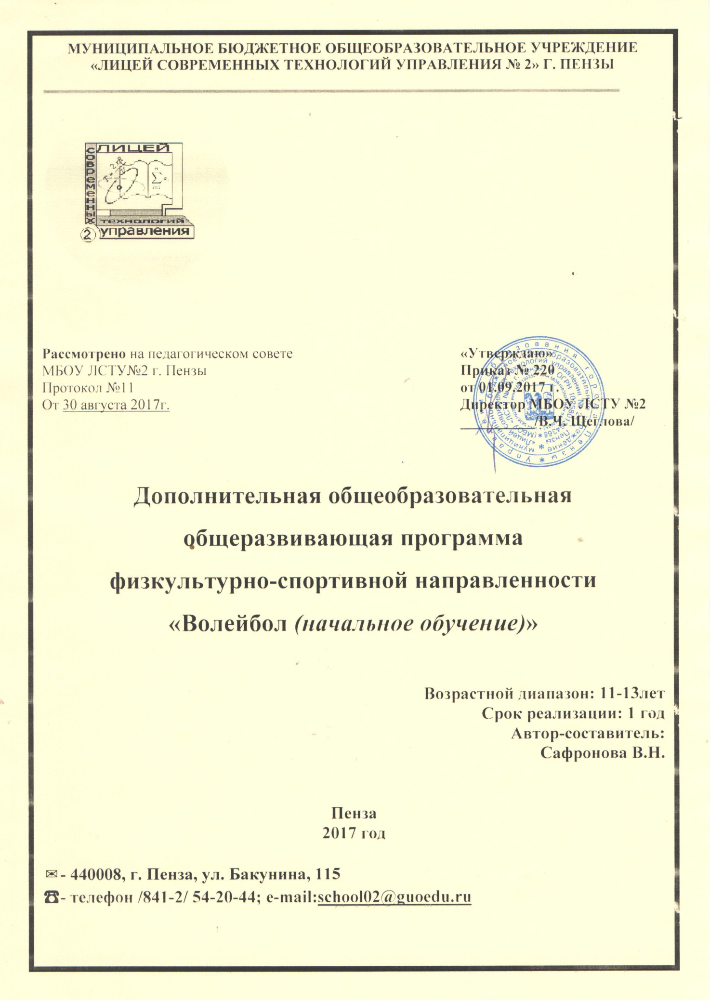 МУНИЦИПАЛЬНОЕ БЮДЖЕТНОЕ ОБЩЕОБРАЗОВАТЕЛЬНОЕ УЧРЕЖДЕНИЕ
«ЛИЦЕЙ СОВРЕМЕННЫХ ТЕХНОЛОГИЙ УПРАВЛЕНИЯ № 2» Г. ПЕНЗЫ
ЛИЦЕЙ
современных
технологий
2 управления
Рассмотрено на педагогическом совете
МБОУ ЛСТУ№2 г. Пензы
Протокол №11
От 30 августа 2017г.
«Утверждаю»
Приказ № 220
от 01.09.2017 г.
Директор МБОУ ЛСТУ №2
/В.Ч. Щеглова/
Дополнительная общеобразовательная
общеразвивающая программа
физкультурно-спортивной направленности
«Волейбол (начальное обучение)»
Возрастной диапазон: 11-13лет
Срок реализации: 1 год
Автор-составитель:
Сафронова В.Н.
Пенза
2017 год
✉- 440008, г. Пенза, ул. Бакунина, 115
☎- телефон /841-2/ 54-20-44; e-mail:school02@guoedu.ru